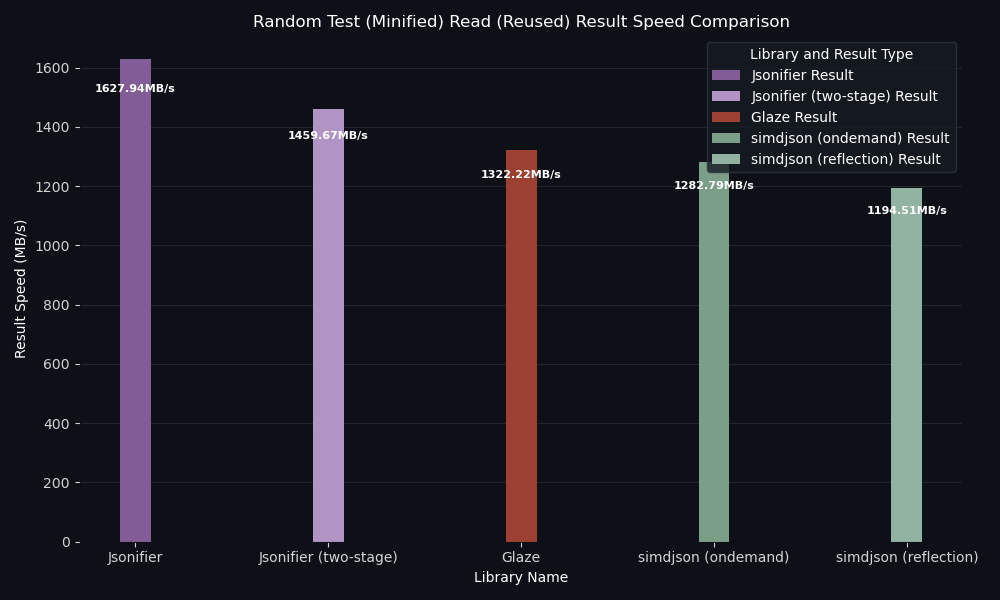 Random Test (Minified) Read (Reused) Result Speed Comparison
Library and Result Type
Jsonifier Result
Jsonifier (two-stage) Result
Glaze Result
simdjson (ondemand) Result
simdjson (reflection) Result
Result Speed (MB/s)
1600
1400
1200
1000
800
600
400
200
0
1627.94MB/s
1459.67MB/s
1322.22MB/s
1282.79MB/s
1194.51MB/s
Jsonifier
Jsonifier (two-stage)
Glaze
simdjson (ondemand)
simdjson (reflection)
Library Name